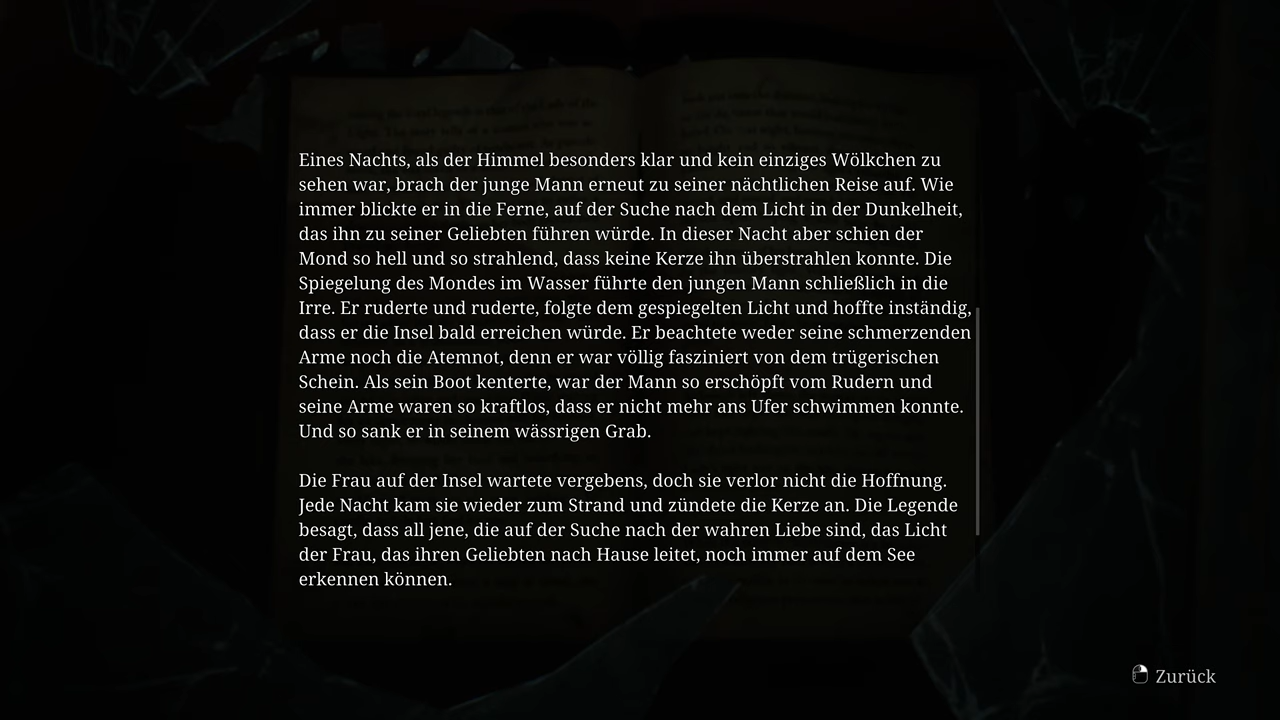 Eines Nachts, als der Himmel besonders klar und kein einziges Wölkchen zu
sehen war, brach der junge Mann erneut zu seiner nächtlichen Reise auf. Wie
immer blickte er in die Ferne, auf der Suche nach dem Licht in der Dunkelheit,
das ihn zu seiner Geliebten führen würde. In dieser Nacht aber schien der
Mond so hell und so strahlend, dass keine Kerze ihn überstrahlen konnte. Die
Spiegelung des Mondes im Wasser führte den jungen Mann schließlich in die
Irre. Er ruderte und ruderte, folgte dem gespiegelten Licht und hoffte inständig,
dass er die Insel bald erreichen würde. Er beachtete weder seine schmerzenden
Arme noch die Atemnot, denn er war völlig fasziniert von dem trügerischen
Schein. Als sein Boot kenterte, war der Mann so erschöpft vom Rudern und
seine Arme waren so kraftlos, dass er nicht mehr ans Ufer schwimmen konnte.
Und so sank er in seinem wässrigen Grab.
Die Frau auf der Insel wartete vergebens, doch sie verlor nicht die Hoffnung.
Jede Nacht kam sie wieder zum Strand und zündete die Kerze an. Die Legende
besagt, dass all jene, die auf der Suche nach der wahren Liebe sind, das Licht
der Frau, das ihren Geliebten nach Hause leitet, noch immer auf dem See
erkennen können.
Zurück